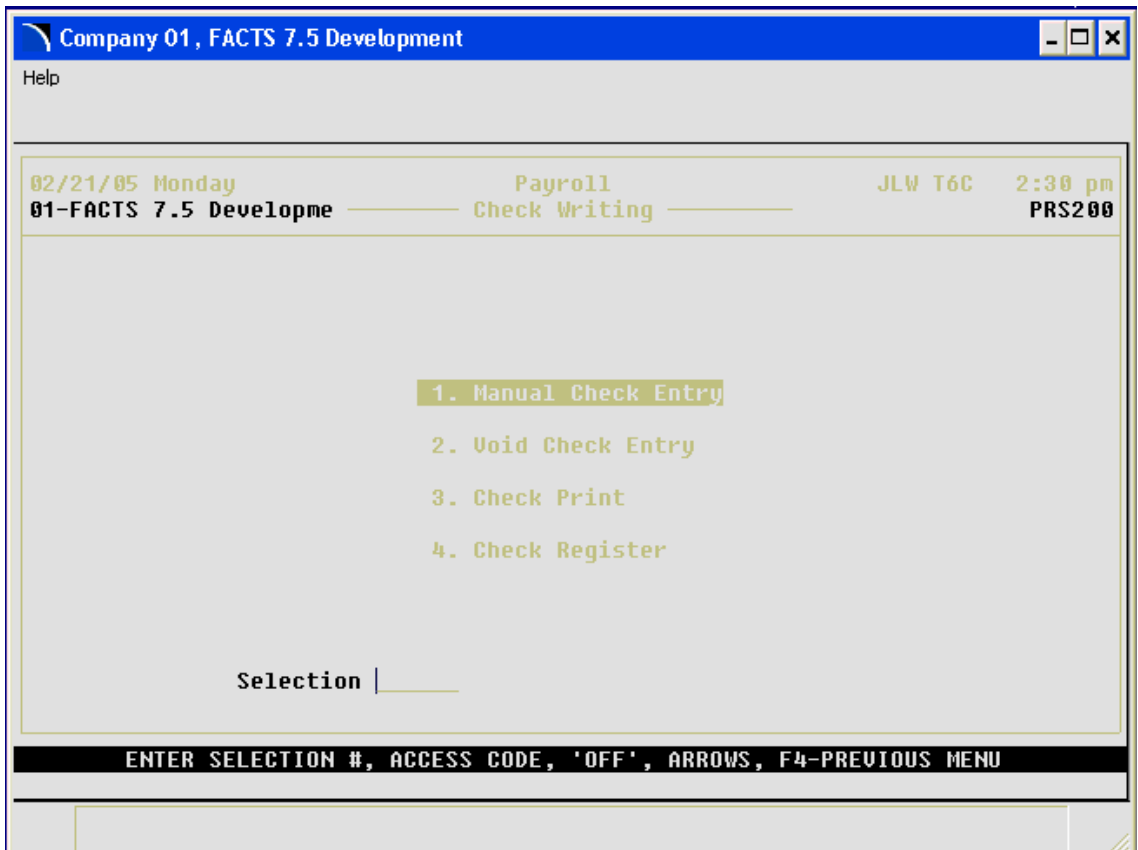 Company 01, FACTS 7.5 Development
Help
02/21/05 Monday Payroll JLW T6C 2:30 pm
01-FACTS 7.5 Developme Check Writing PRS200
1. Manual Check Entry
2. Void Check Entry
3. Check Print
4. Check Register
Selection
ENTER SELECTION #, ACCESS CODE, 'OFF', ARROWS, F4-PREVIOUS MENU